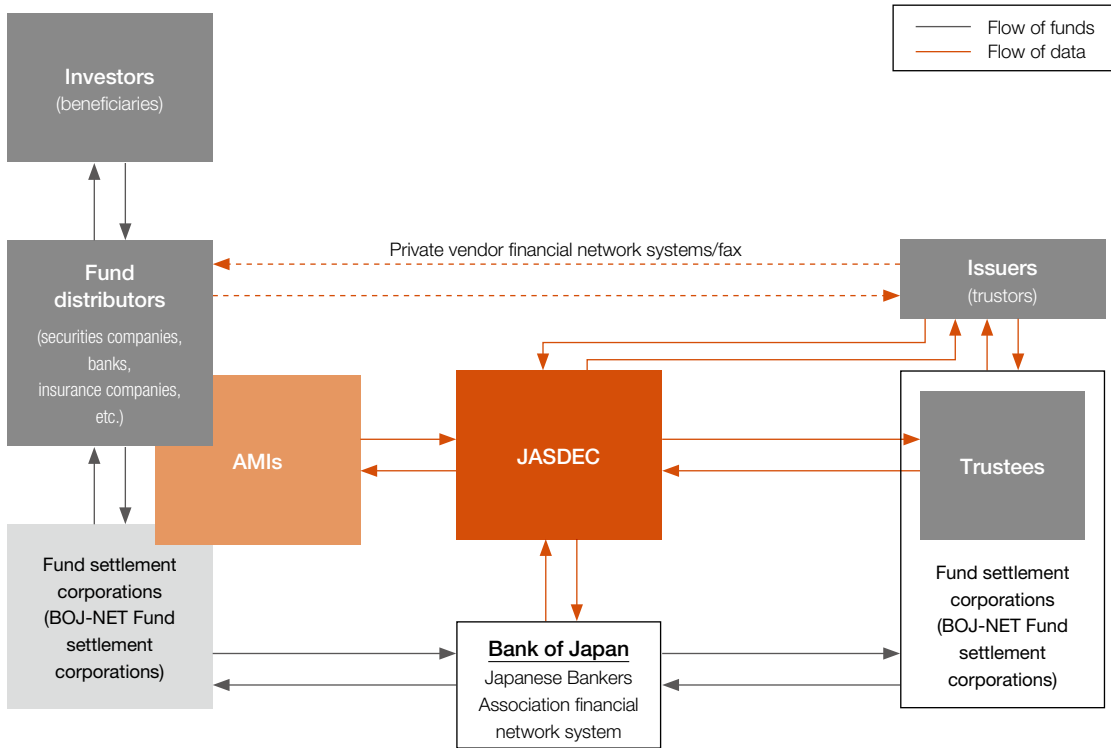 Flow of funds
Flow of data
Investors
(beneficiaries)
Private vendor financial network systems/fax
Fund
distributors
(securities companies,
banks,
insurance companies,
etc.)
Issuers
(trustors)
AMIs
JASDEC
Trustees
Fund settlement
corporations
(BOJ-NET Fund
settlement
corporations)
Bank of Japan
Japanese Bankers
Association financial
network system
Fund settlement
corporations
(BOJ-NET Fund
settlement
corporations)